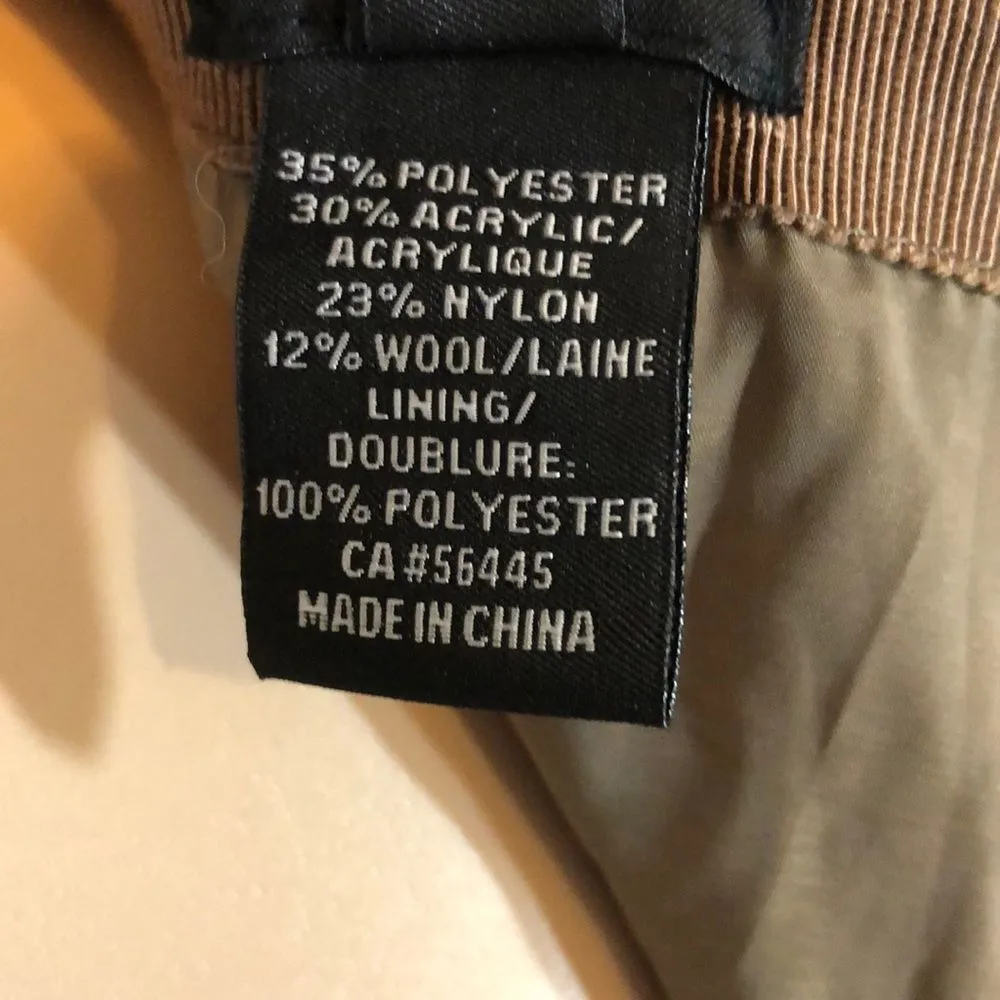 35% POLYESTER
30% ACRYLIC/
ACRYLIQUE
23% NYLON
12% WOOL/LAINE
LINING/
DOUBLURE:
100% POLYESTER
CA#56445
MADE IN CHINA